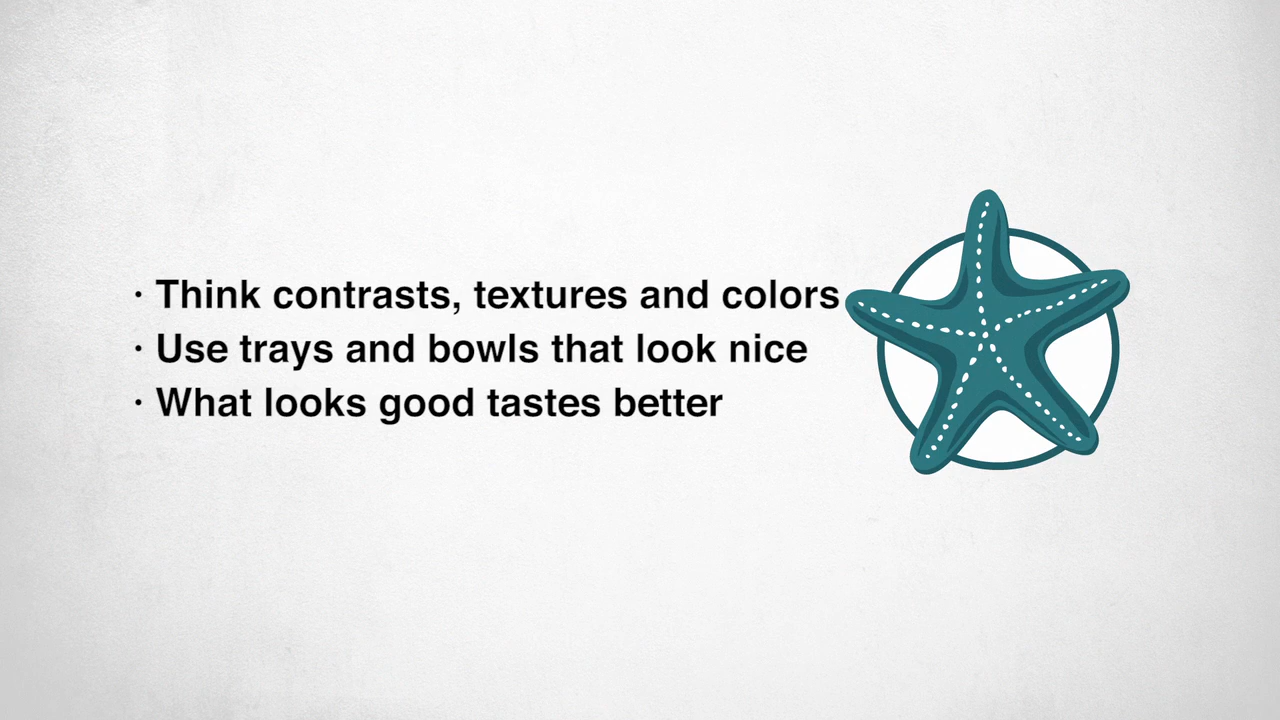 · Think contrasts, textures and colors
· Use trays and bowls that look nice
· What looks good tastes better